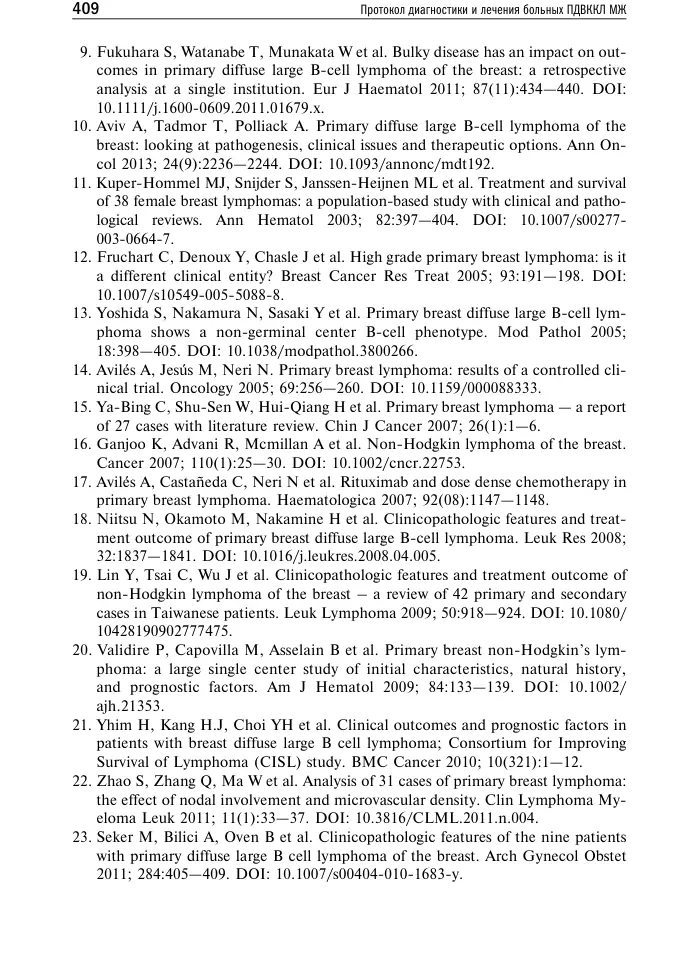 409
Протокол диагностики и лечения больных ПДВККЛ МЖ
9. Fukuhara S, Watanabe T, Munakata W et al. Bulky disease has an impact on out-
comes in primary diffuse large B-cell lymphoma of the breast: a retrospective
analysis at a single institution. Eur J Haematol 2011; 87(11):434—440. DOI:
10.1111/j.1600-0609.2011.01679.x.
10. Aviv A, Tadmor T, Polliack A. Primary diffuse large B-cell lymphoma of the
breast: looking at pathogenesis, clinical issues and therapeutic options. Ann On-
col 2013; 24(9):2236—2244. DOI: 10.1093/annonc/mdt192.
11. Kuper-Hommel MJ, Snijder S, Janssen-Heijnen ML et al. Treatment and survival
of 38 female breast lymphomas: a population-based study with clinical and patho-
logical reviews. Ann Hematol 2003; 82:397—404. DOI: 10.1007/s00277-
003-0664-7.
12. Fruchart C, Denoux Y, Chasle J et al. High grade primary breast lymphoma: is it
a different clinical entity? Breast Cancer Res Treat 2005; 93:191—198. DOI:
10.1007/s10549-005-5088-8.
13. Yoshida S, Nakamura N, Sasaki Y et al. Primary breast diffuse large B-cell lym-
phoma shows a non-germinal center B-cell phenotype. Mod Pathol 2005;
18:398—405. DOI: 10.1038/modpathol.3800266.
14. Avilés A, Jesús M, Neri N. Primary breast lymphoma: results of a controlled cli-
nical trial. Oncology 2005; 69:256—260. DOI: 10.1159/000088333.
15. Ya-Bing C, Shu-Sen W, Hui-Qiang H et al. Primary breast lymphoma — a report
of 27 cases with literature review. Chin J Cancer 2007; 26(1):1—6.
16. Ganjoo K, Advani R, Mcmillan A et al. Non-Hodgkin lymphoma of the breast.
Cancer 2007; 110(1):25—30. DOI: 10.1002/cncr.22753.
17. Avilés A, Castañeda C, Neri N et al. Rituximab and dose dense chemotherapy in
primary breast lymphoma. Haematologica 2007; 92(08):1147—1148.
18. Niitsu N, Okamoto M, Nakamine H et al. Clinicopathologic features and treat-
ment outcome of primary breast diffuse large B-cell lymphoma. Leuk Res 2008;
32:1837—1841. DOI: 10.1016/j.leukres.2008.04.005.
19. Lin Y, Tsai C, Wu J et al. Clinicopathologic features and treatment outcome of
non-Hodgkin lymphoma of the breast – a review of 42 primary and secondary
cases in Taiwanese patients. Leuk Lymphoma 2009; 50:918—924. DOI: 10.1080/
10428190902777475.
20. Validire P, Capovilla M, Asselain B et al. Primary breast non-Hodgkin's lym-
phoma: a large single center study of initial characteristics, natural history,
and prognostic factors. Am J Hematol 2009; 84:133—139. DOI: 10.1002/
ajh.21353.
21. Yhim H, Kang H.J, Choi YH et al. Clinical outcomes and prognostic factors in
patients with breast diffuse large B cell lymphoma; Consortium for Improving
Survival of Lymphoma (CISL) study. BMC Cancer 2010; 10(321):1—12.
22. Zhao S, Zhang Q, Ma W et al. Analysis of 31 cases of primary breast lymphoma:
the effect of nodal involvement and microvascular density. Clin Lymphoma My-
eloma Leuk 2011; 11(1):33—37. DOI: 10.3816/CLML.2011.n.004.
23. Seker M, Bilici A, Oven B et al. Clinicopathologic features of the nine patients
with primary diffuse large B cell lymphoma of the breast. Arch Gynecol Obstet
2011; 284:405—409. DOI: 10.1007/s00404-010-1683-y.